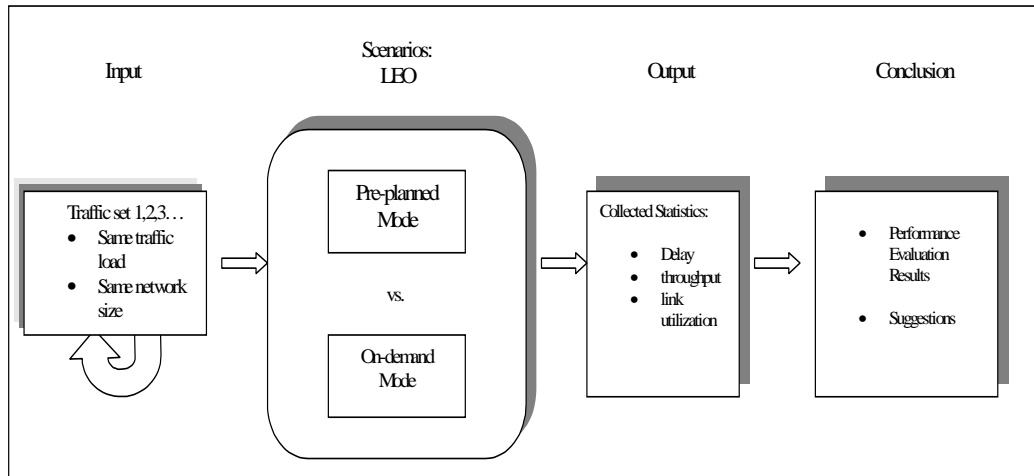 Input
Scenarios:
LEO
Output
Conclusion
Traffic set 1,2,3…
• Same traffic
load
• Same network
size
Pre-planned
Mode
vs.
On-demand
Mode
Collected Statistics:
• Delay
• throughput
• link
utilization
• Performance
Evaluation
Results
• Suggestions